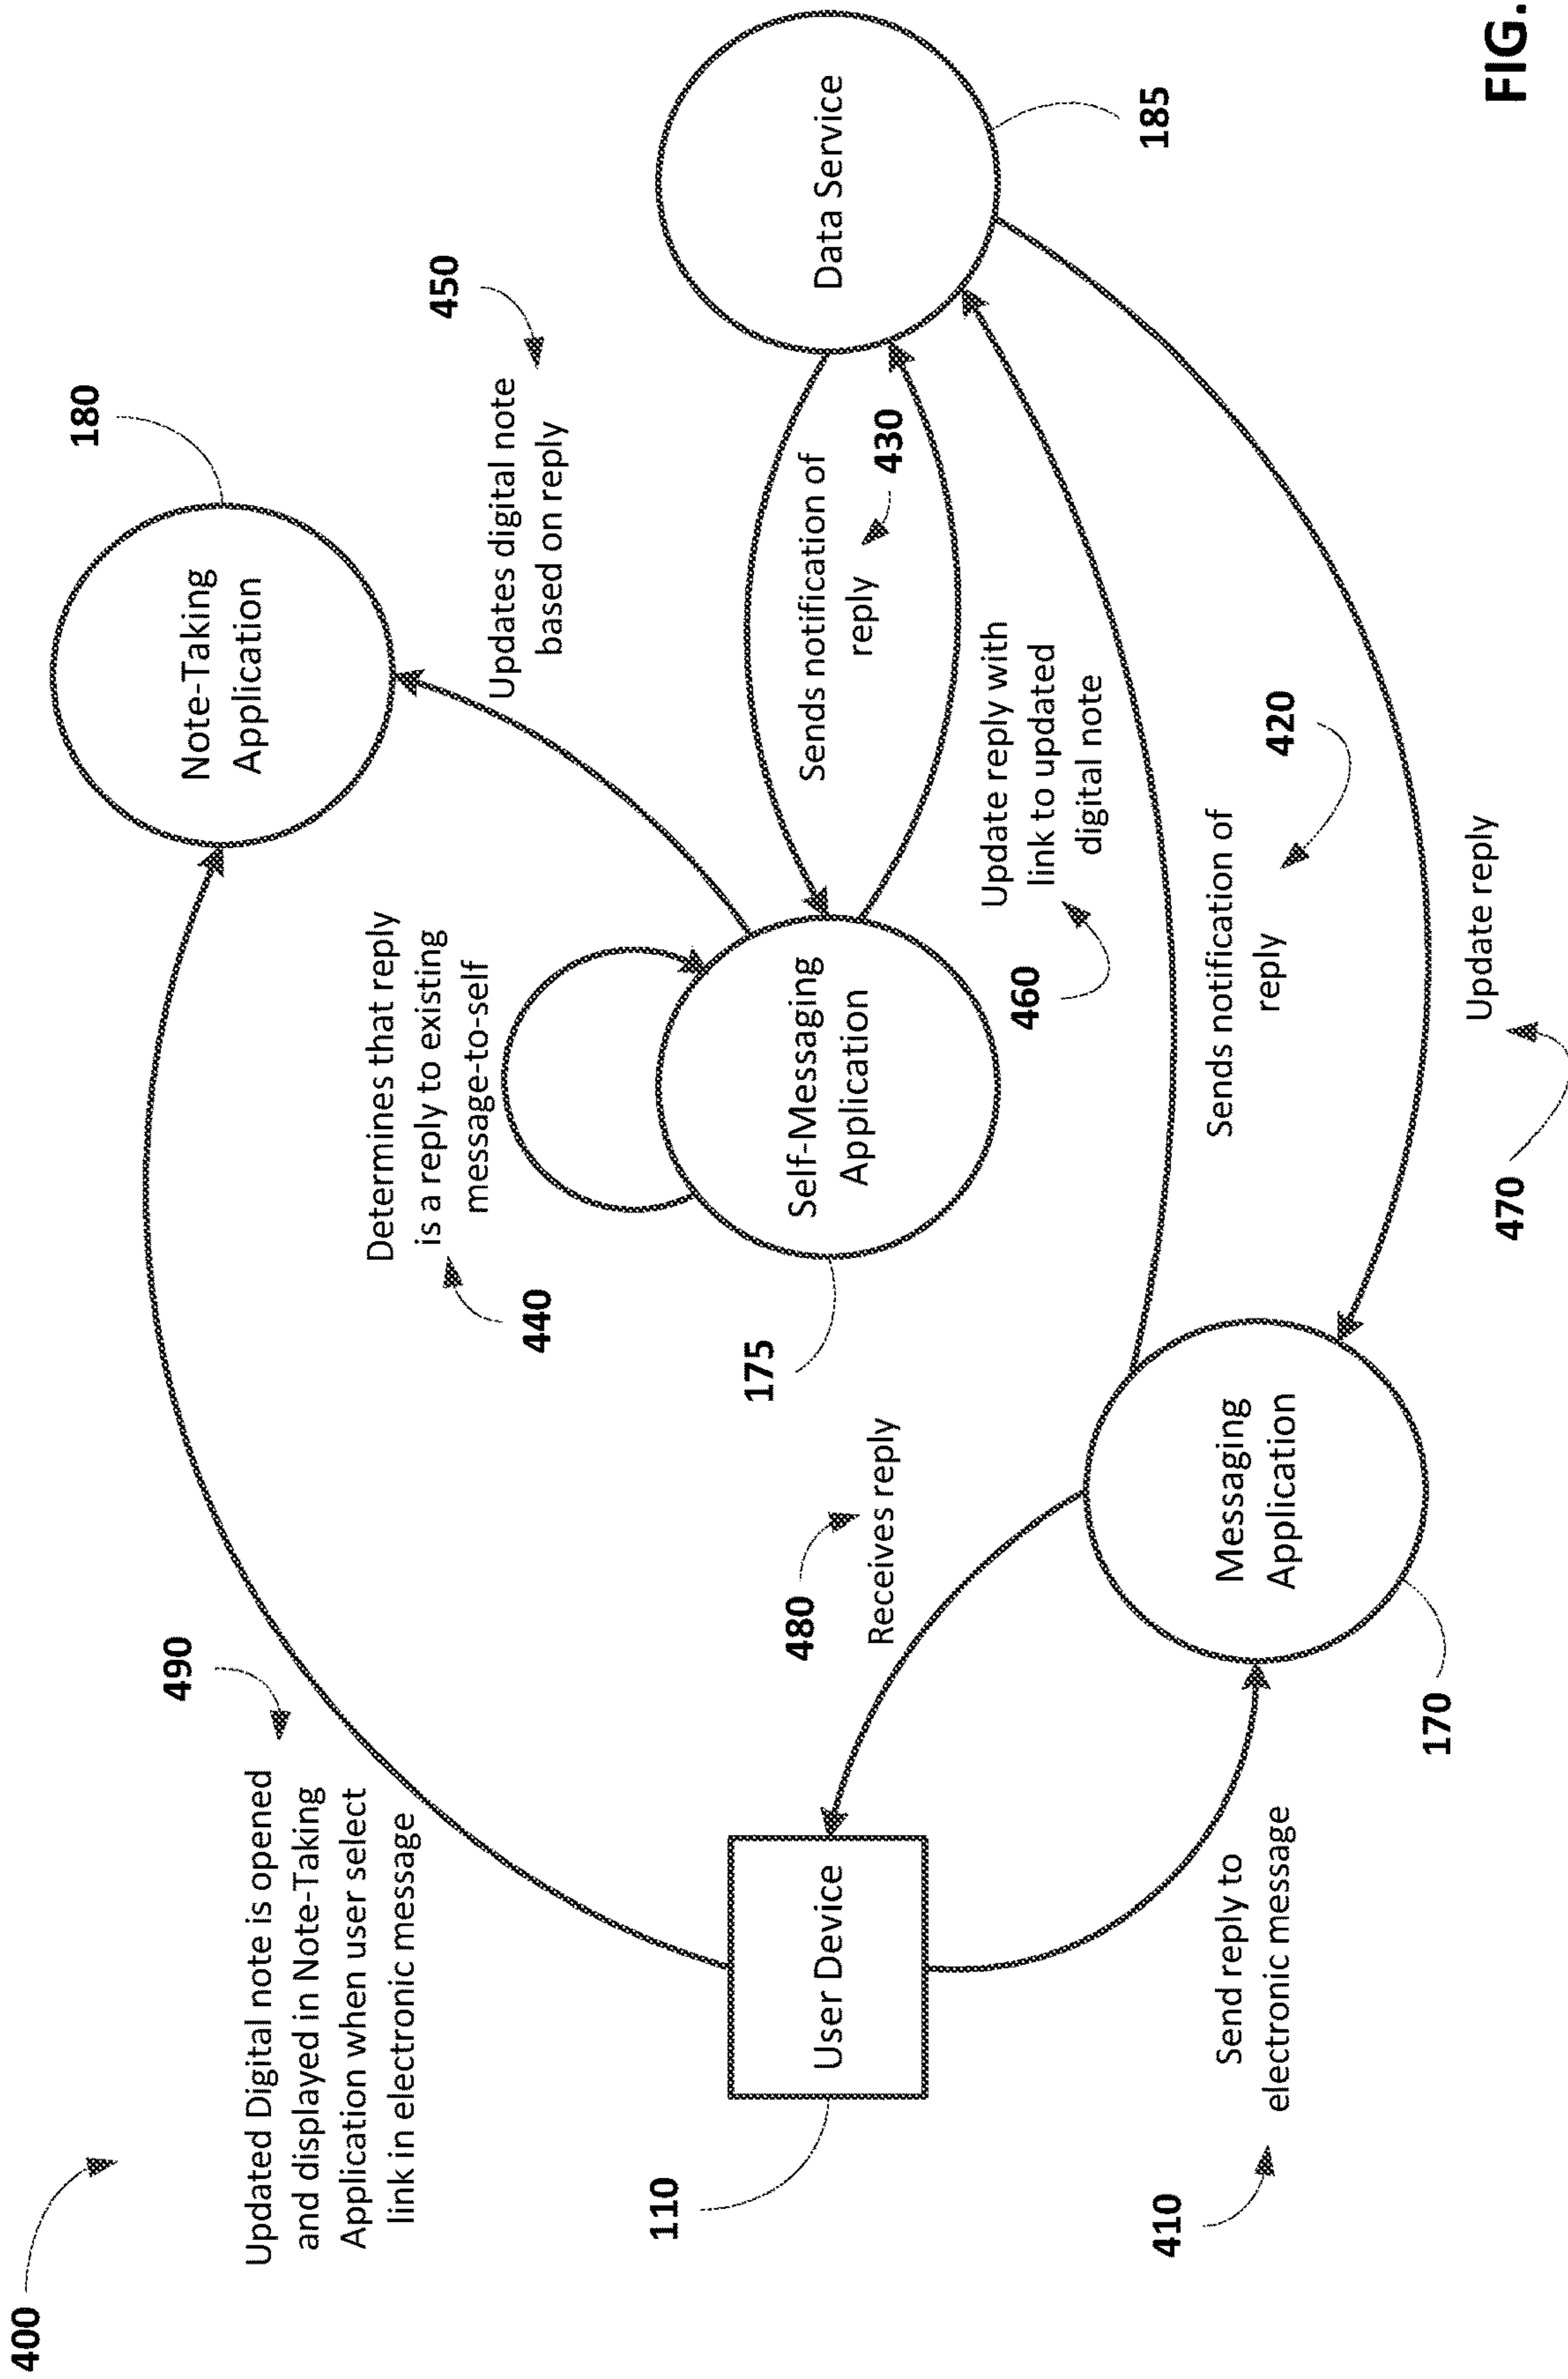 400
490
Updated Digital note is opened
and displayed in Note-Taking
Application when user select
link in electronic message
180
Note-Taking
Application
450
Updates digital note
based on reply
Determines that reply
is a reply to existing
message-to-self
440
175
Self-Messaging
Application
Sends notification of
reply
430
Data Service
185
Update reply with
link to updated
digital note
460
110
User Device
480
Receives reply
Sends notification of
reply
420
410
Send reply to
electronic message
Messaging
Application
170
Update reply
470
FIG.